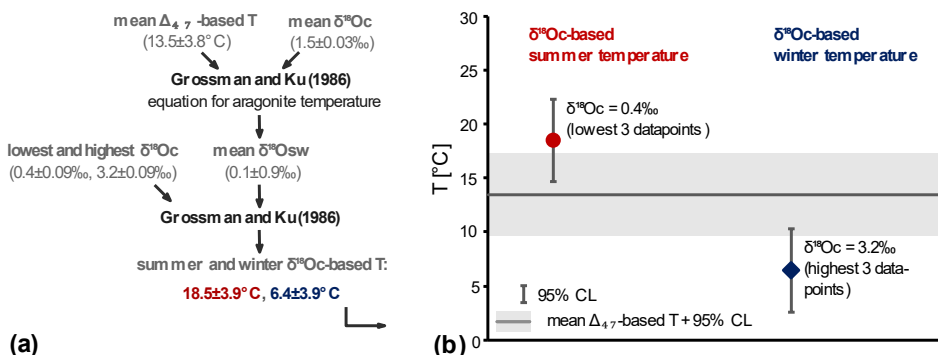 mean Δ₄₇-based T
(13.5±3.8°C)
mean δ¹⁸Oc
(1.5±0.03‰)
Grossman and Ku (1986)
equation for aragonite temperature
lowest and highest δ¹⁸Oc
(0.4±0.09‰, 3.2±0.09‰)
mean δ¹⁸Osw
(0.1±0.9‰)
Grossman and Ku (1986)
summer and winter δ¹⁸Oc-based T:
18.5±3.9°C, 6.4±3.9°C
(a)
T [°C]
30
25
20
15
10
5
0
δ¹⁸Oc-based
summer temperature
δ¹⁸Oc-based
winter temperature
δ¹⁸Oc = 0.4‰
(lowest 3 datapoints)
δ¹⁸Oc = 3.2‰
(highest 3 data-
points)
95% CL
mean Δ₄₇-based T + 95% CL
(b)